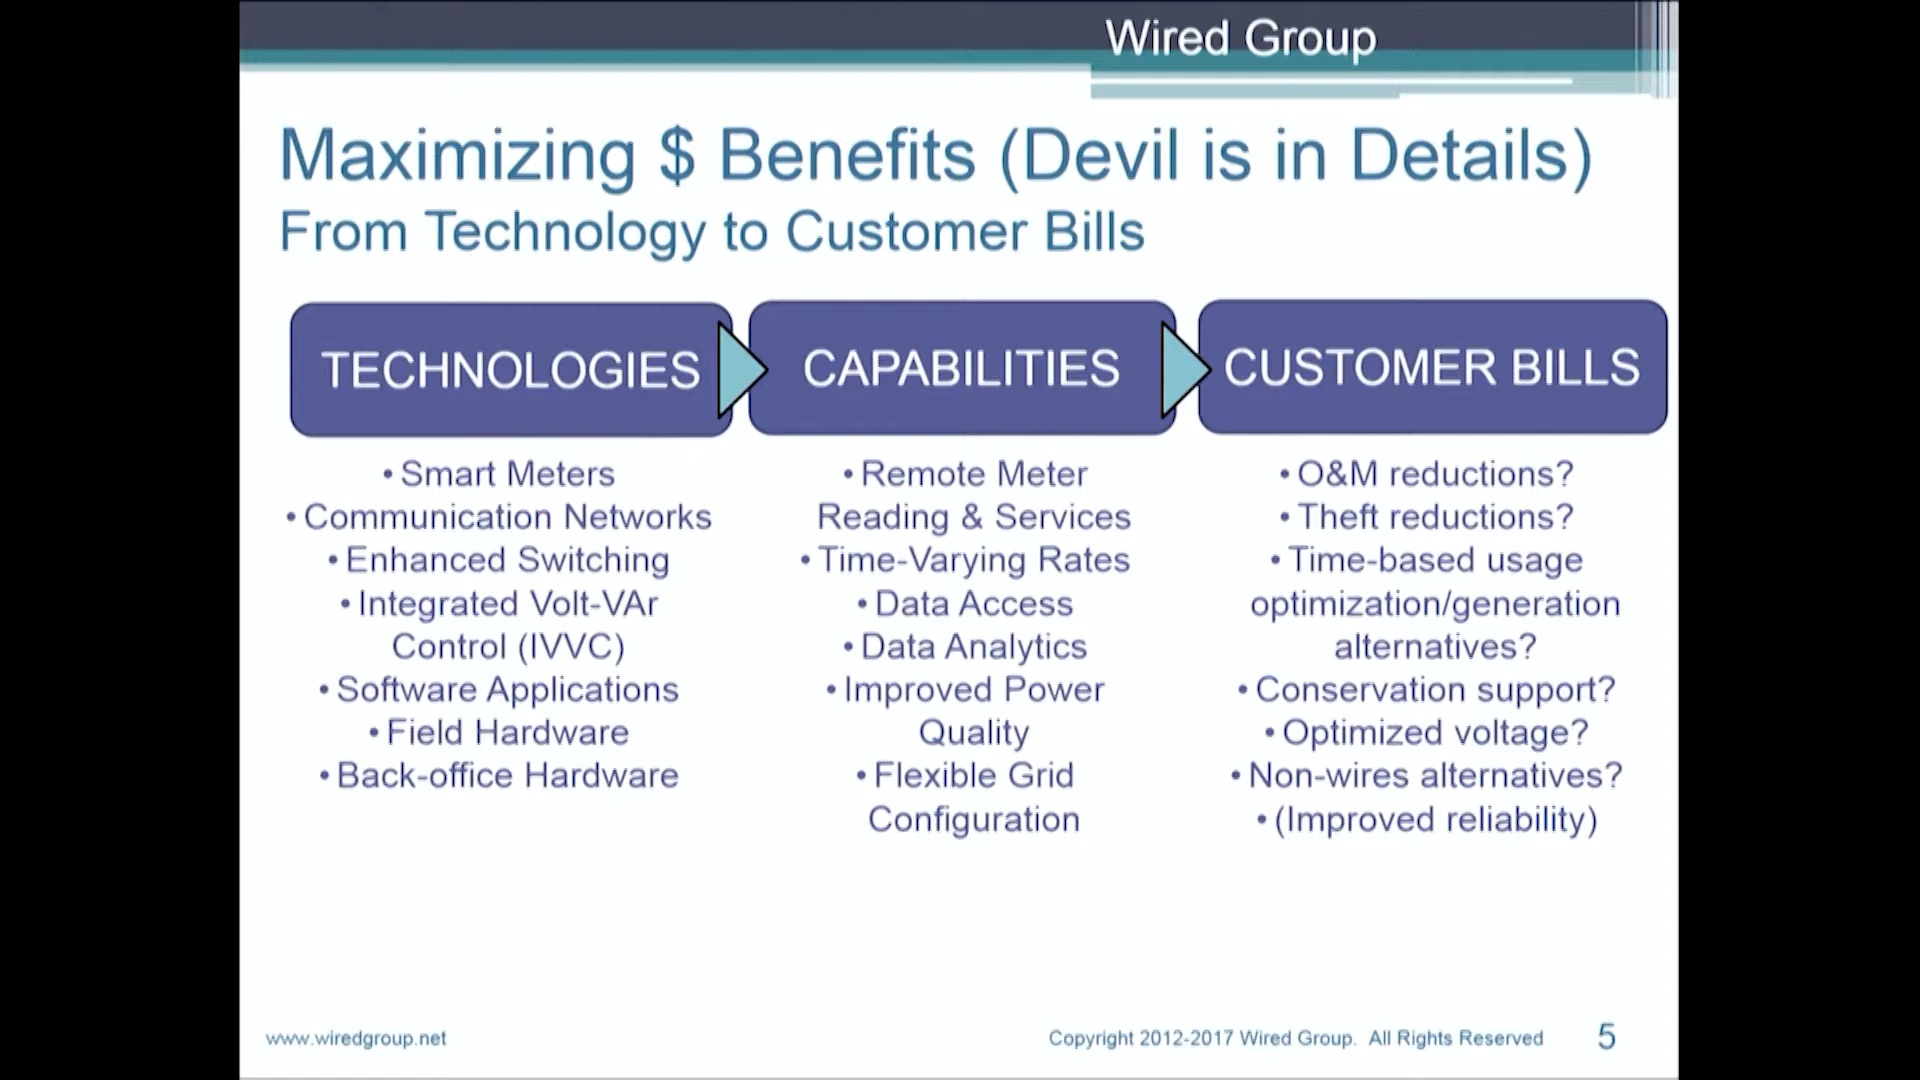 Wired Group
Maximizing $ Benefits (Devil is in Details)
From Technology to Customer Bills
TECHNOLOGIES
• Smart Meters
• Communication Networks
• Enhanced Switching
• Integrated Volt-VAr
Control (IVVC)
• Software Applications
• Field Hardware
• Back-office Hardware
CAPABILITIES
• Remote Meter
Reading & Services
• Time-Varying Rates
• Data Access
• Data Analytics
• Improved Power
Quality
• Flexible Grid
Configuration
CUSTOMER BILLS
• O&M reductions?
• Theft reductions?
• Time-based usage
optimization/generation
alternatives?
• Conservation support?
• Optimized voltage?
• Non-wires alternatives?
• (Improved reliability)
www.wiredgroup.net
Copyright 2012-2017 Wired Group. All Rights Reserved
5